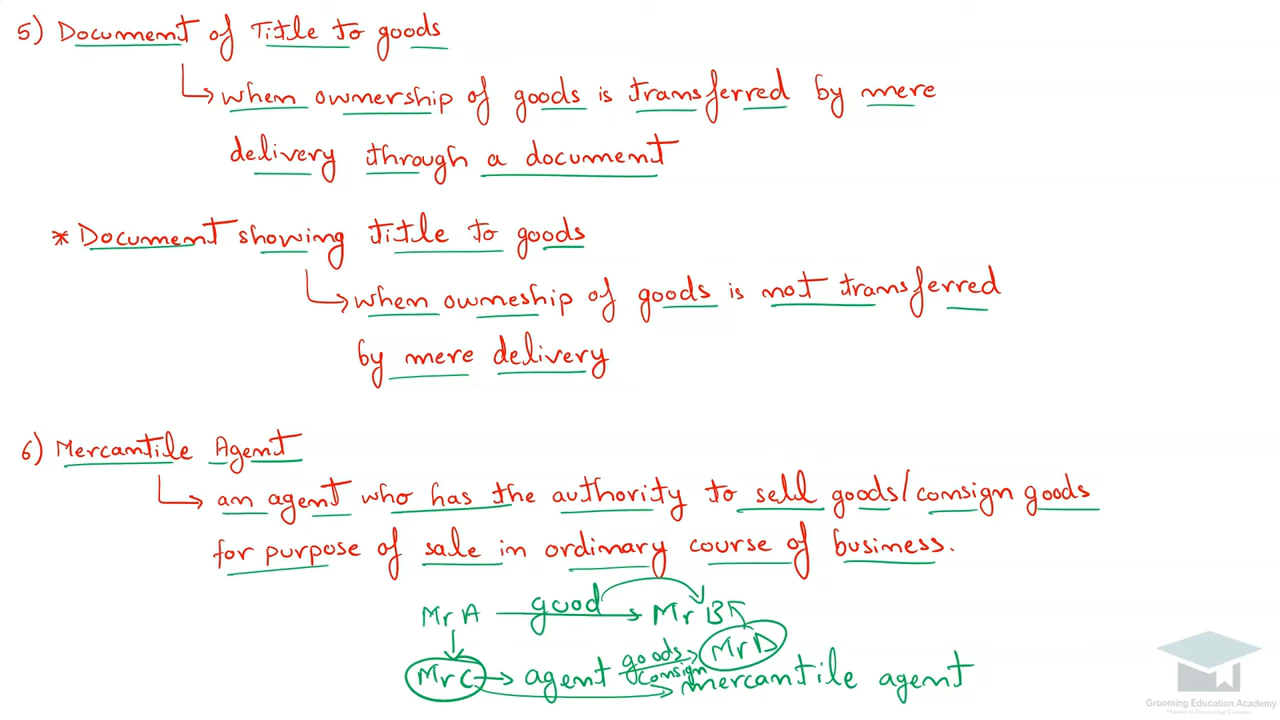 5) Document of Title to goods
when ownership of goods is transferred by mere
delivery through a document
* Document showing title to goods
when owneship of goods is not transferred
by mere delivery
6) Mercantile Agent
an agent who has the authority to sell goods/consign goods
for purpose of sale in ordinary course of business.
Mr A good Mr B
Mr D
Mr C agent goods consign mercantile agent
Grooming Education Academy